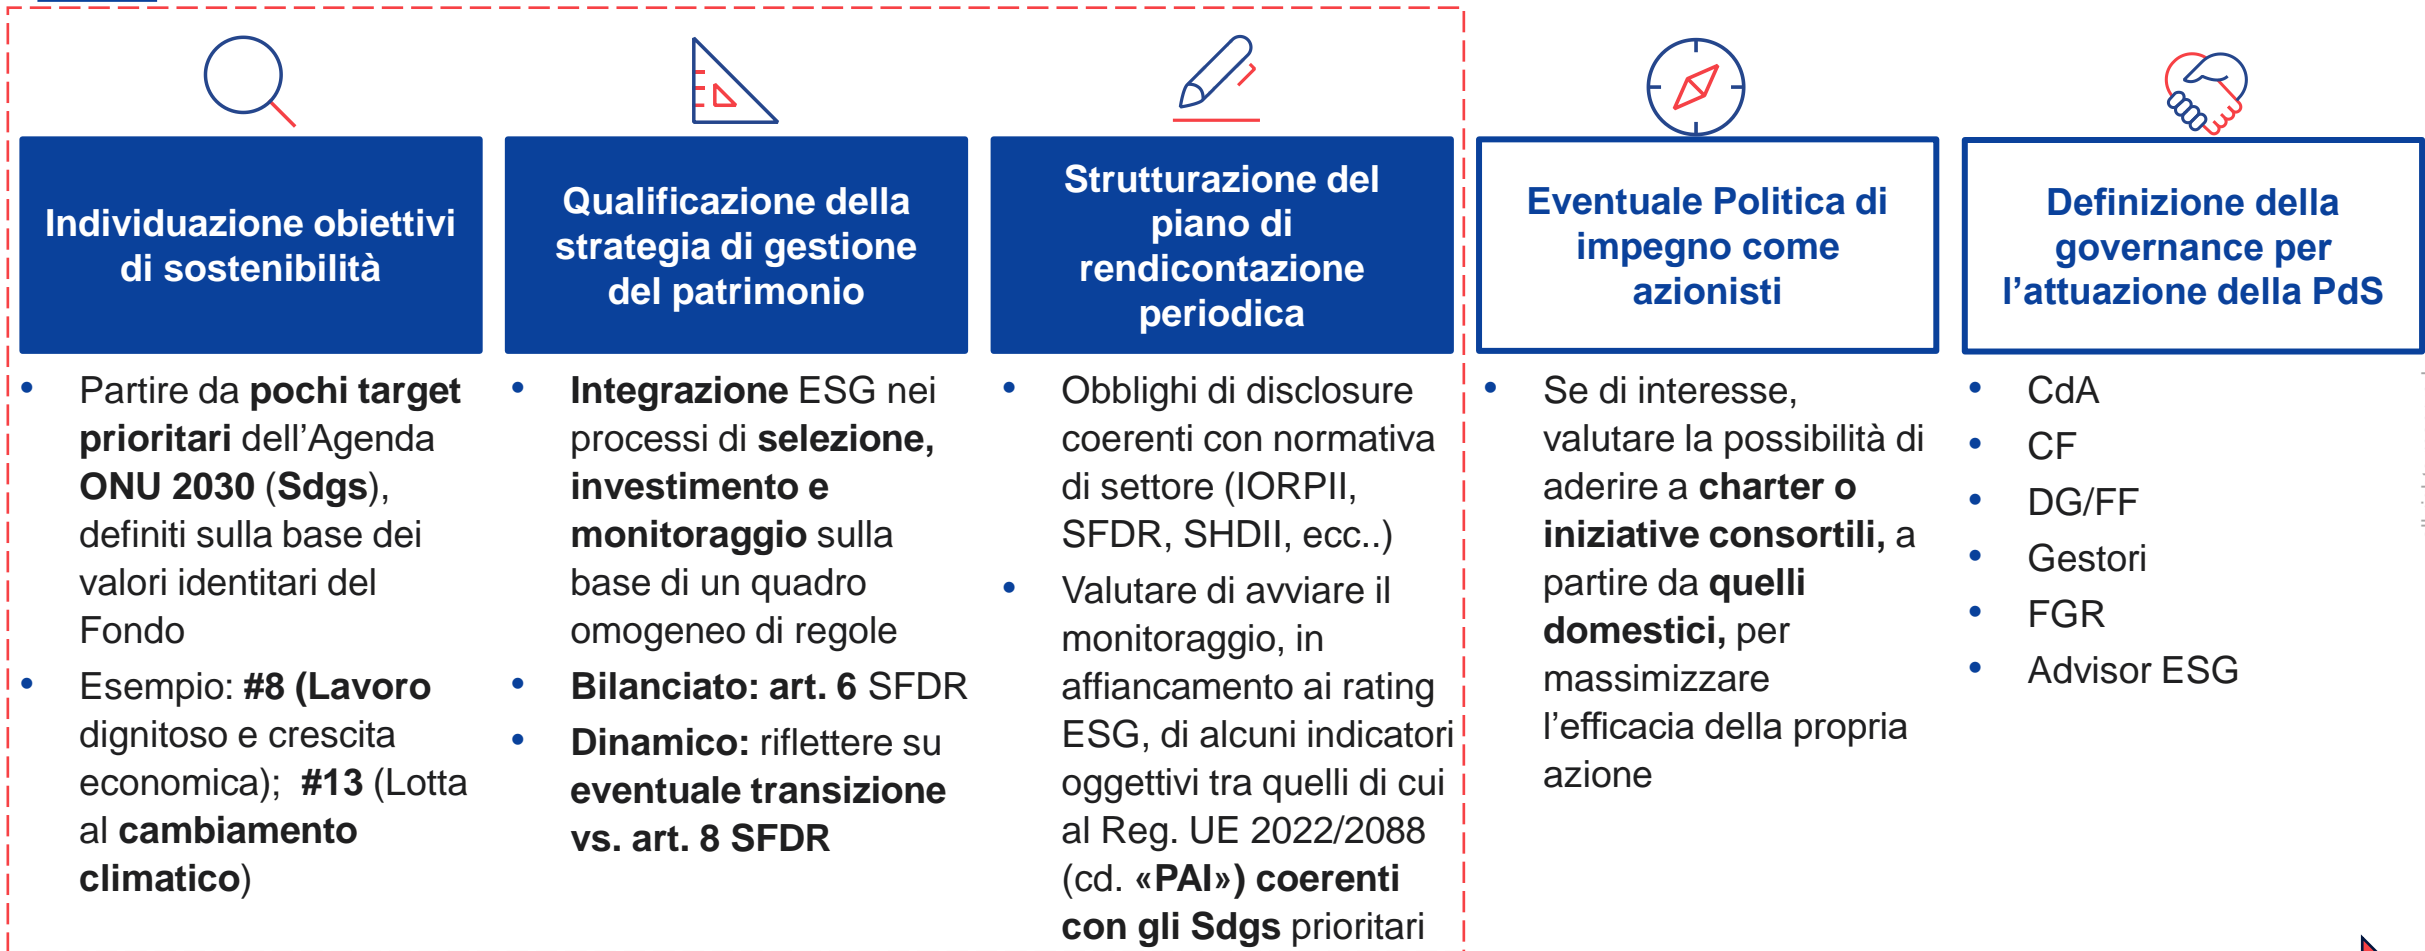 Individuazione obiettivi
di sostenibilità
Partire da pochi target
prioritari dell’Agenda
ONU 2030 (Sdgs),
definiti sulla base dei
valori identitari del
Fondo
Esempio: #8 (Lavoro
dignitoso e crescita
economica); #13 (Lotta
al cambiamento
climatico)
Qualificazione della
strategia di gestione
del patrimonio
Integrazione ESG nei
processi di selezione,
investimento e
monitoraggio sulla
base di un quadro
omogeneo di regole
Bilanciato: art. 6 SFDR
Dinamico: riflettere su
eventuale transizione
vs. art. 8 SFDR
Strutturazione del
piano di
rendicontazione
periodica
Obblighi di disclosure
coerenti con normativa
di settore (IORPII,
SFDR, SHDII, ecc..)
Valutare di avviare il
monitoraggio, in
affiancamento ai rating
ESG, di alcuni indicatori
oggettivi tra quelli di cui
al Reg. UE 2022/2088
(cd. «PAI») coerenti
con gli Sdgs prioritari
Eventuale Politica di
impegno come
azionisti
Se di interesse,
valutare la possibilità di
aderire a charter o
iniziative consortili, a
partire da quelli
domestici, per
massimizzare
l’efficacia della propria
azione
Definizione della
governance per
l’attuazione della PdS
CdA
CF
DG/FF
Gestori
FGR
Advisor ESG